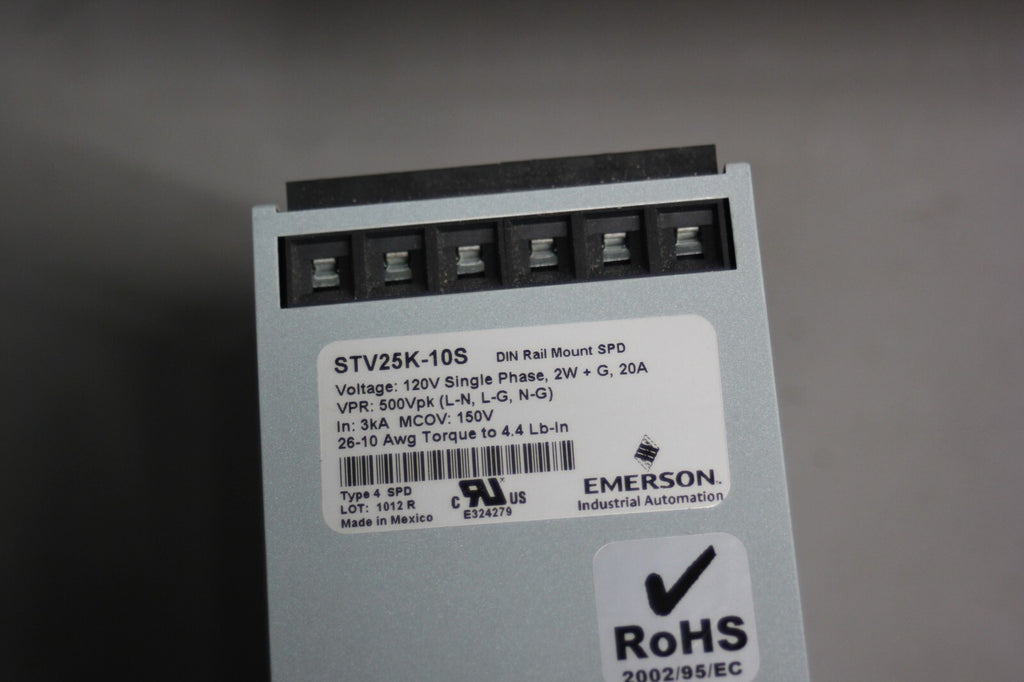 STV25K-10S DIN Rail Mount SPD
Voltage: 120V Single Phase, 2W + G, 20A
VPR: 500Vpk (L-N, L-G, N-G)
In: 3kA MCOV: 150V
26-10 Awg Torque to 4.4 Lb-In
Type 4 SPD
LOT: 1012 R
Made in Mexico
C RU US
E324279
EMERSON™
Industrial Automation
RoHS
2002/95/EC